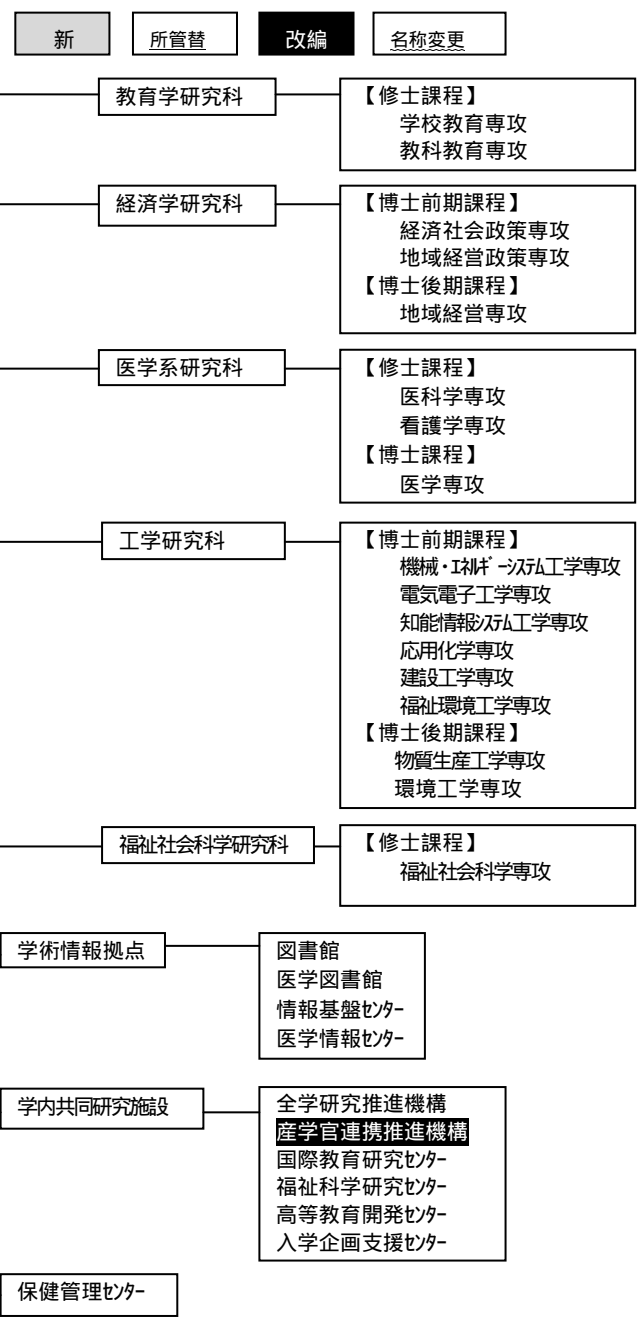 新 所管替 改編 名称変更
教育学研究科
【修士課程】
学校教育専攻
教科教育専攻
経済学研究科
【博士前期課程】
経済社会政策専攻
地域経営政策専攻
【博士後期課程】
地域経営専攻
医学系研究科
【修士課程】
医科学専攻
看護学専攻
【博士課程】
医学専攻
工学研究科
【博士前期課程】
機械・ｴﾈﾙｷﾞｰｼｽﾃﾑ工学専攻
電気電子工学専攻
知能情報ｼｽﾃﾑ工学専攻
応用化学専攻
建設工学専攻
福祉環境工学専攻
【博士後期課程】
物質生産工学専攻
環境工学専攻
福祉社会科学研究科
【修士課程】
福祉社会科学専攻
学術情報拠点
図書館
医学図書館
情報基盤ｾﾝﾀｰ
医学情報ｾﾝﾀｰ
学内共同研究施設
全学研究推進機構
産学官連携推進機構
国際教育研究ｾﾝﾀｰ
福祉科学研究ｾﾝﾀｰ
高等教育開発ｾﾝﾀｰ
入学企画支援ｾﾝﾀｰ
保健管理ｾﾝﾀｰ